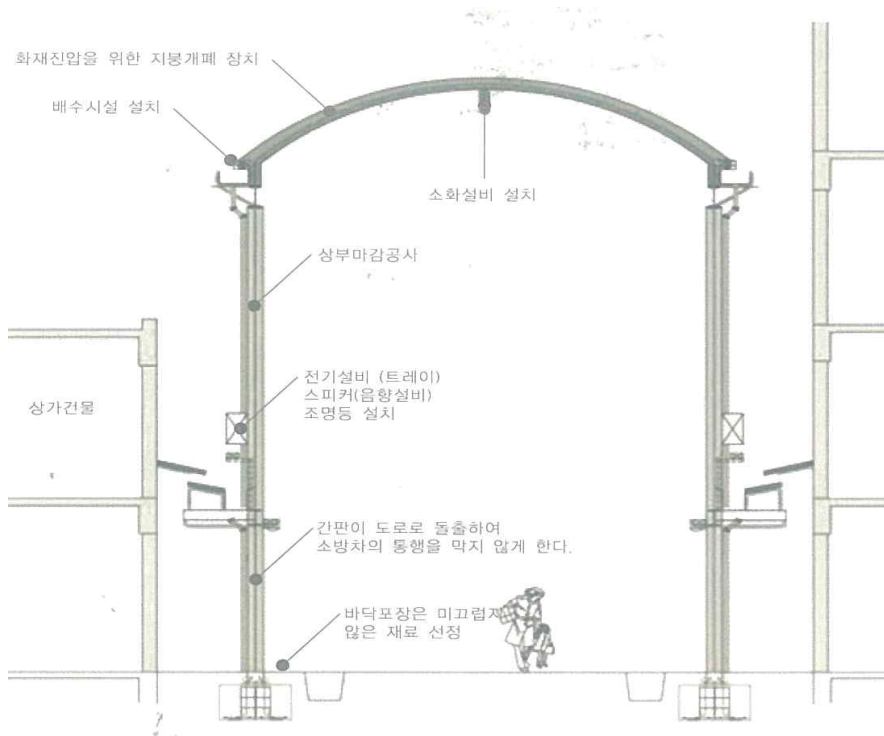 화재진압을 위한 지붕개폐 장치
배수시설 설치
소화설비 설치
상부마감공사
전기설비 (트레이)
스피커(음향설비)
조명등 설치
상가건물
간판이 도로로 돌출하여
소방차의 통행을 막지 않게 한다.
바닥포장은 미끄럽지
않은 재료 선정